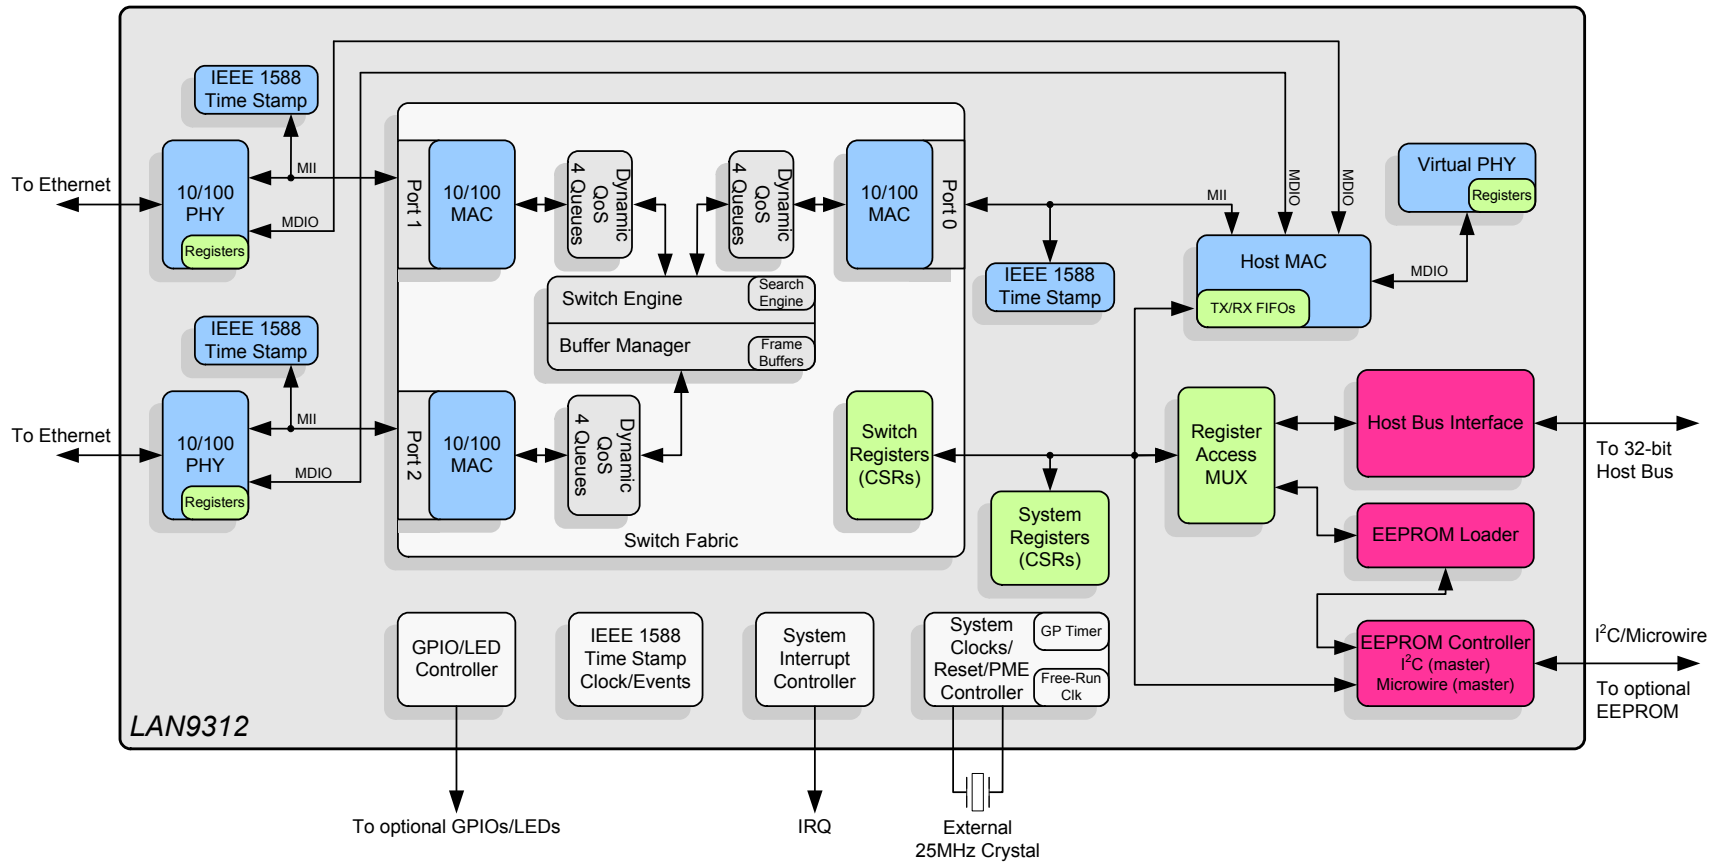 IEEE 1588
Time Stamp
To Ethernet
10/100
PHY
Registers
MII
MDIO
Port 1
10/100
MAC
Dynamic
QoS
4 Queues
Dynamic
QoS
4 Queues
10/100
MAC
Port 0
MII
MDIO
MDIO
Virtual PHY
Registers
Host MAC
TX/RX FIFOs
MDIO
IEEE 1588
Time Stamp
Switch Engine
Search
Engine
Buffer Manager
Frame
Buffers
IEEE 1588
Time Stamp
To Ethernet
10/100
PHY
Registers
MII
MDIO
Port 2
10/100
MAC
Dynamic
QoS
4 Queues
Switch
Registers
(CSRs)
Switch Fabric
System
Registers
(CSRs)
Register
Access
MUX
Host Bus Interface
To 32-bit
Host Bus
EEPROM Loader
EEPROM Controller
I²C (master)
Microwire (master)
I²C/Microwire
To optional
EEPROM
GPIO/LED
Controller
IEEE 1588
Time Stamp
Clock/Events
System
Interrupt
Controller
System
Clocks/
Reset/PME
Controller
GP Timer
Free-Run
Clk
LAN9312
To optional GPIOs/LEDs
IRQ
External
25MHz Crystal